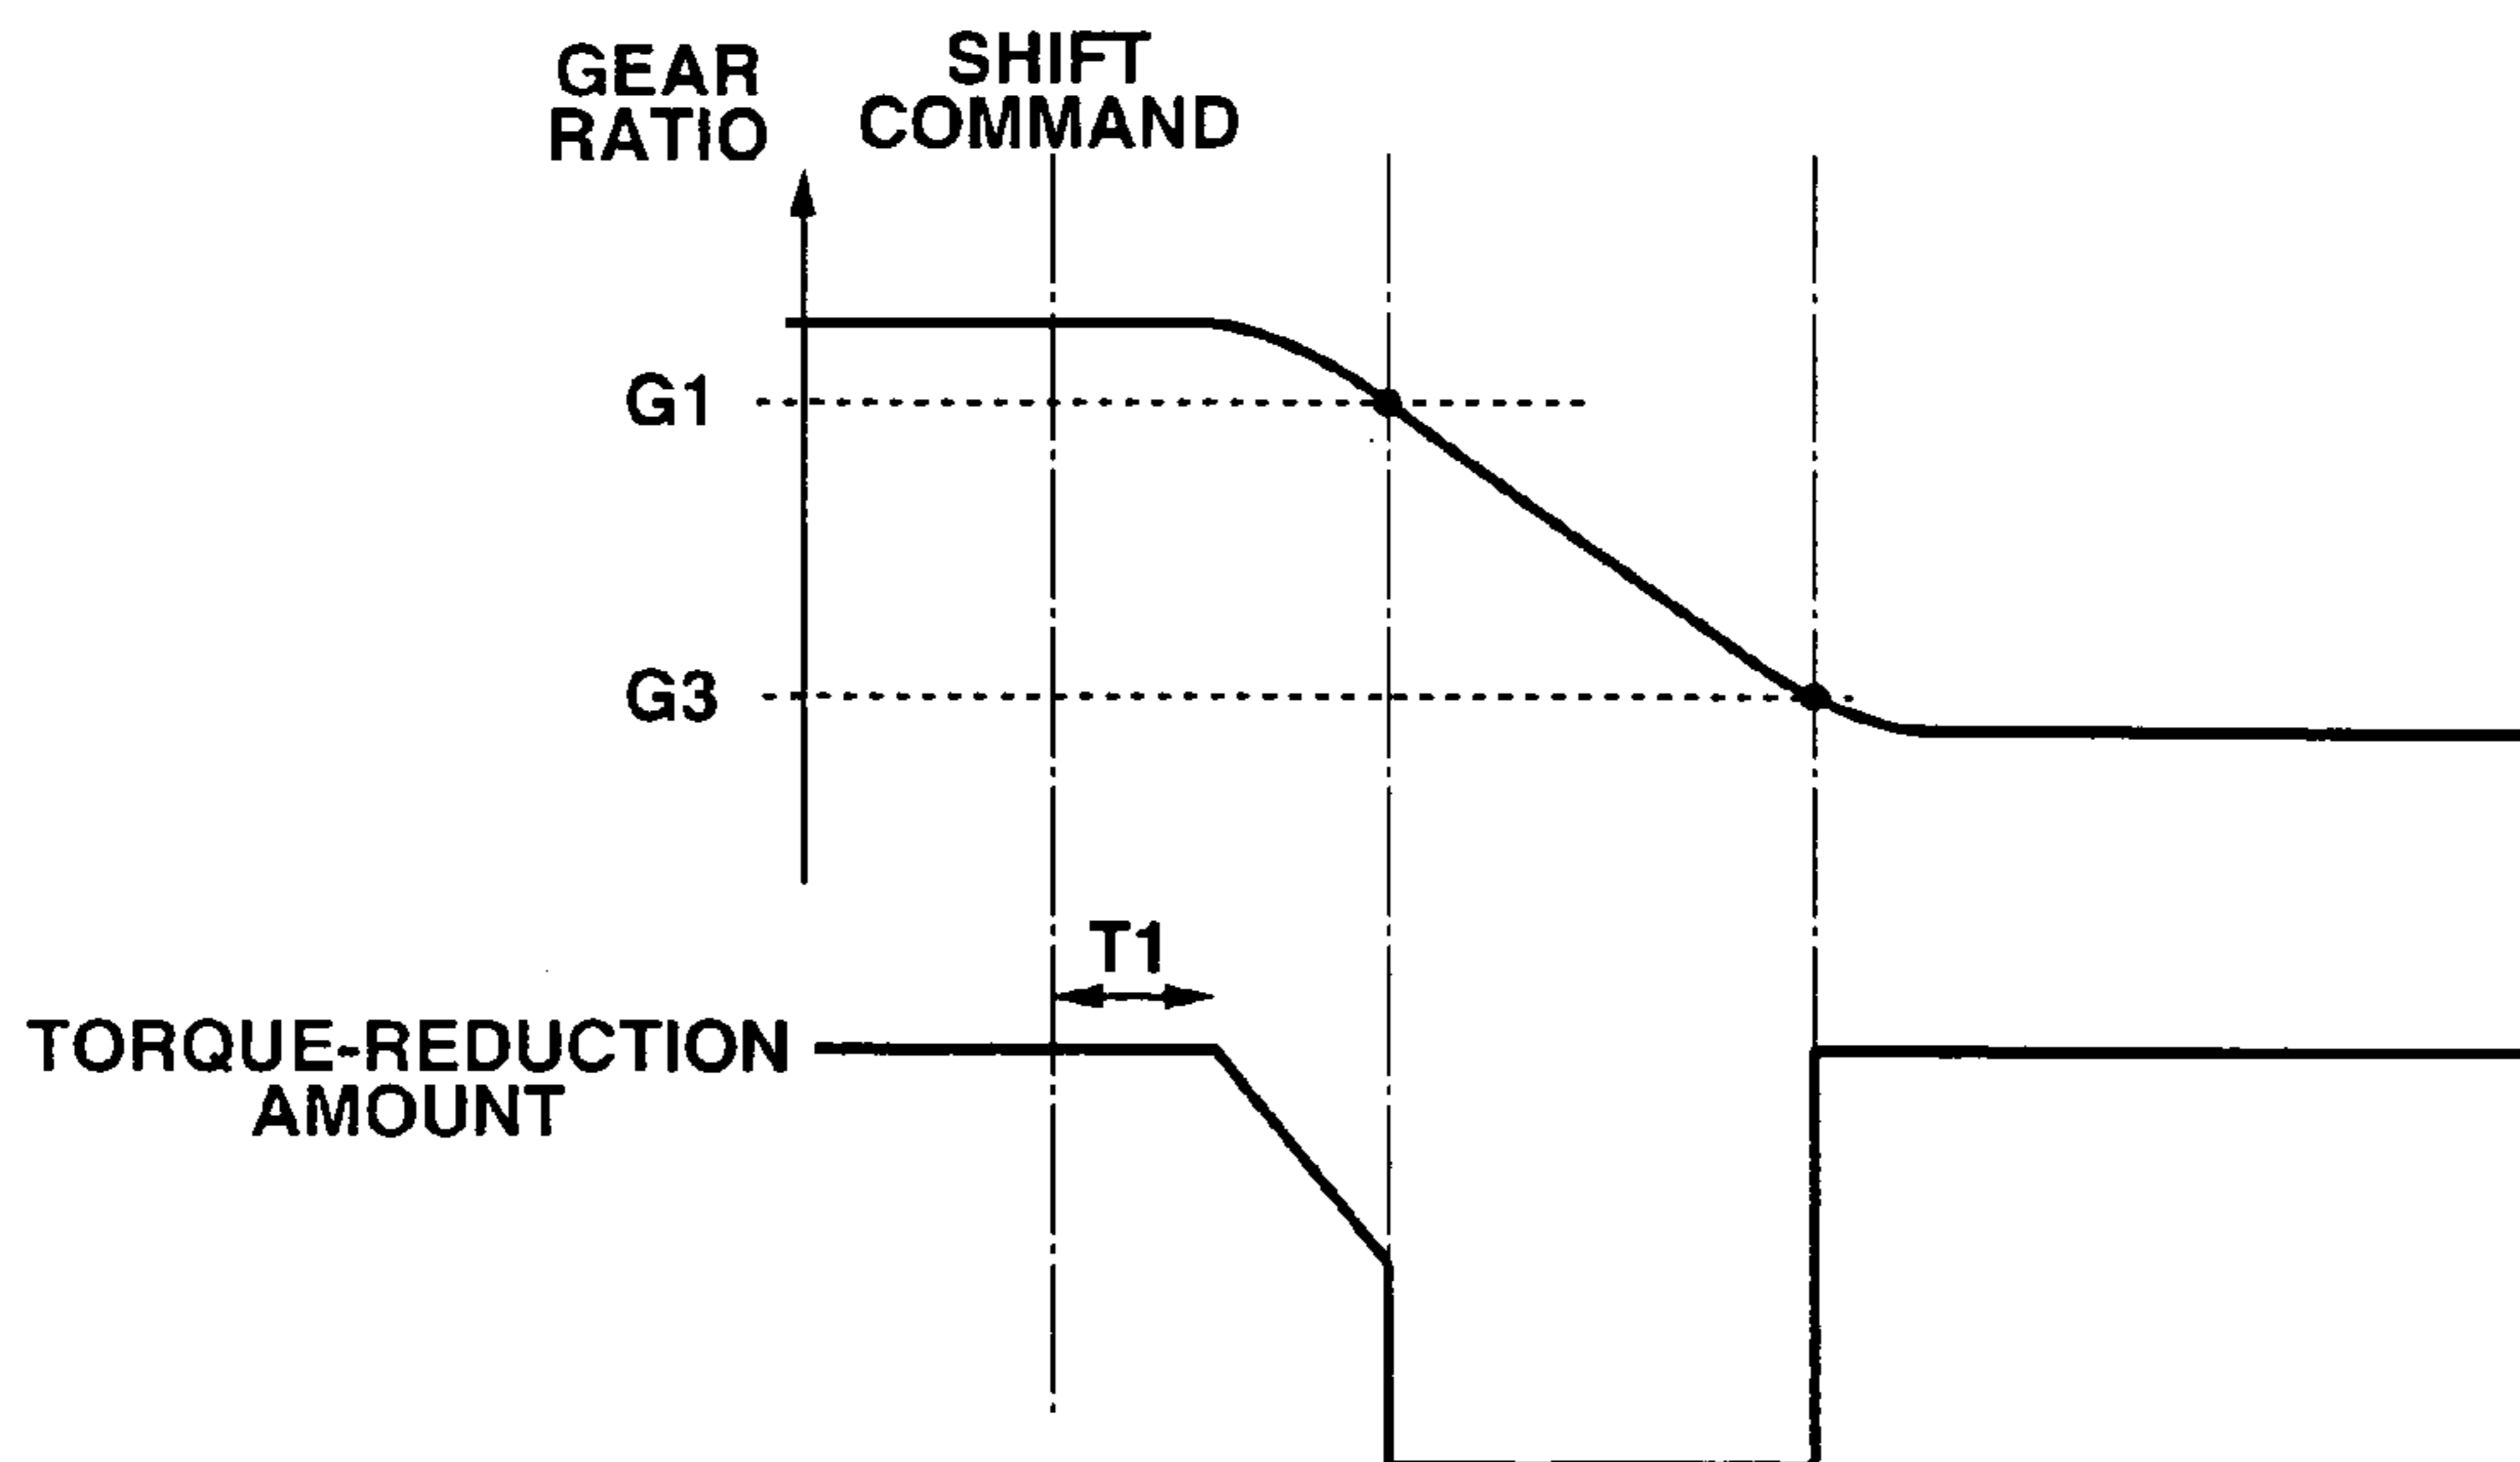 GEAR
RATIO
SHIFT
COMMAND
G1
G3
T1
TORQUE-REDUCTION
AMOUNT